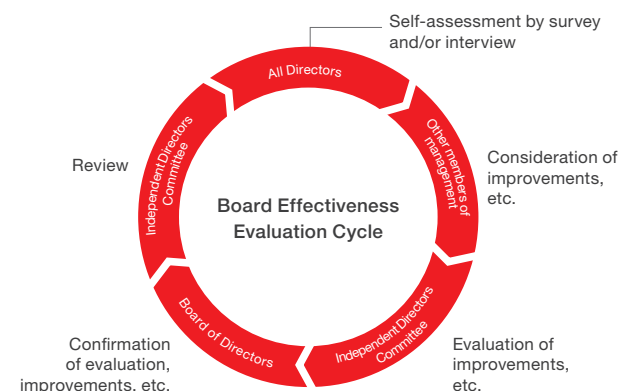 Self-assessment by survey
and/or interview
All Directors
Other members of
management
Consideration of
improvements,
etc.
Independent Directors
Committee
Evaluation of
improvements,
etc.
Board of Directors
Confirmation
of evaluation,
improvements, etc.
Independent Directors
Committee
Review
Board Effectiveness
Evaluation Cycle